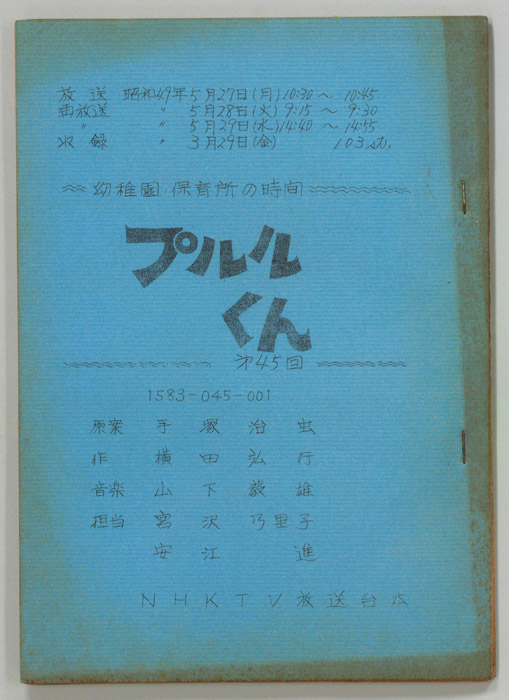 放送 昭和49年5月27日(月)10:30〜10:45
再放送 〃 5月28日(火)9:15〜9:30
〃 〃 5月29日(水)14:40〜14:55
収録 〃 3月29日(金) 103st.
幼稚園 保育所の時間
プルル
くん
第45回
1583-045-001
原案 手塚治虫
作 横田弘行
音楽 山下毅雄
担当 宮沢乃里子
安江 進
NHKTV放送台本